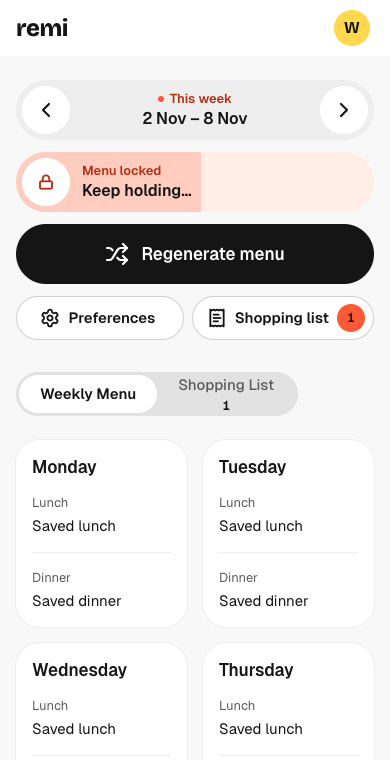 remi
W
This week
2 Nov – 8 Nov
Menu locked
Keep holding...
Regenerate menu
Preferences
Shopping list 1
Weekly Menu
Shopping List
1
Monday
Lunch
Saved lunch
Dinner
Saved dinner
Tuesday
Lunch
Saved lunch
Dinner
Saved dinner
Wednesday
Lunch
Saved lunch
Thursday
Lunch
Saved lunch